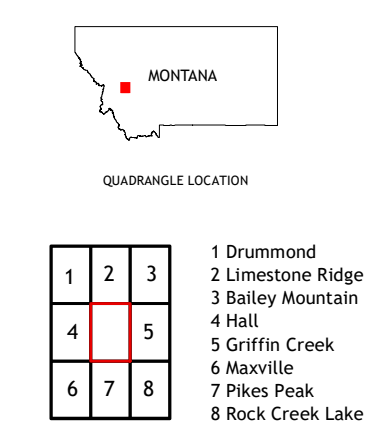 MONTANA
QUADRANGLE LOCATION
1 2 3
4 5
6 7 8
1 Drummond
2 Limestone Ridge
3 Bailey Mountain
4 Hall
5 Griffin Creek
6 Maxville
7 Pikes Peak
8 Rock Creek Lake